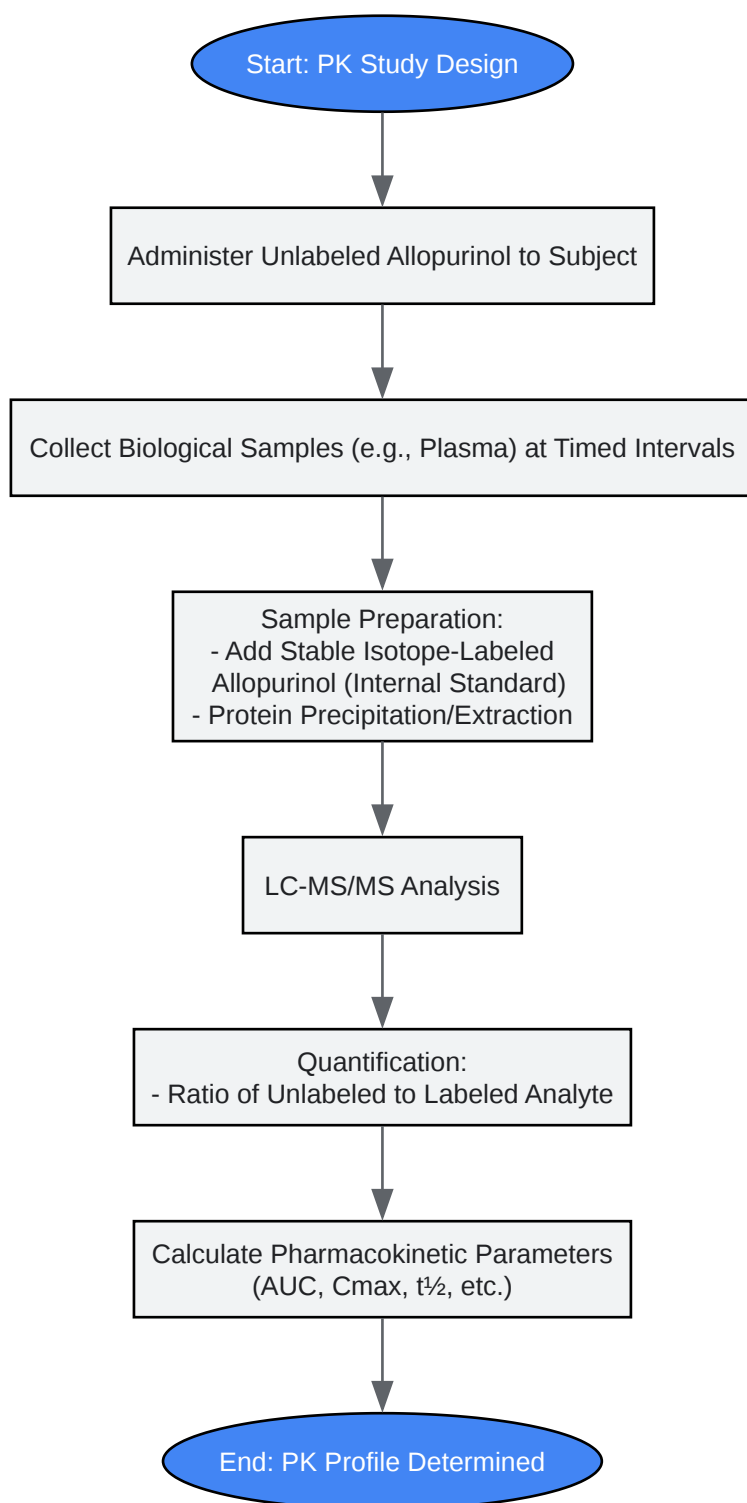 Start: PK Study Design
Administer Unlabeled Allopurinol to Subject
Collect Biological Samples (e.g., Plasma) at Timed Intervals
Sample Preparation:
- Add Stable Isotope-Labeled
Allopurinol (Internal Standard)
- Protein Precipitation/Extraction
LC-MS/MS Analysis
Quantification:
- Ratio of Unlabeled to Labeled Analyte
Calculate Pharmacokinetic Parameters
(AUC, Cmax, t½, etc.)
End: PK Profile Determined